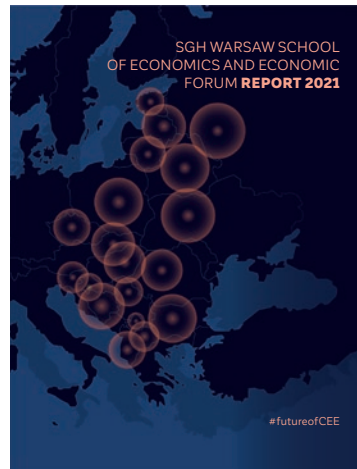 SGH WARSAW SCHOOL
OF ECONOMICS AND ECONOMIC
FORUM REPORT 2021
#futureofCEE